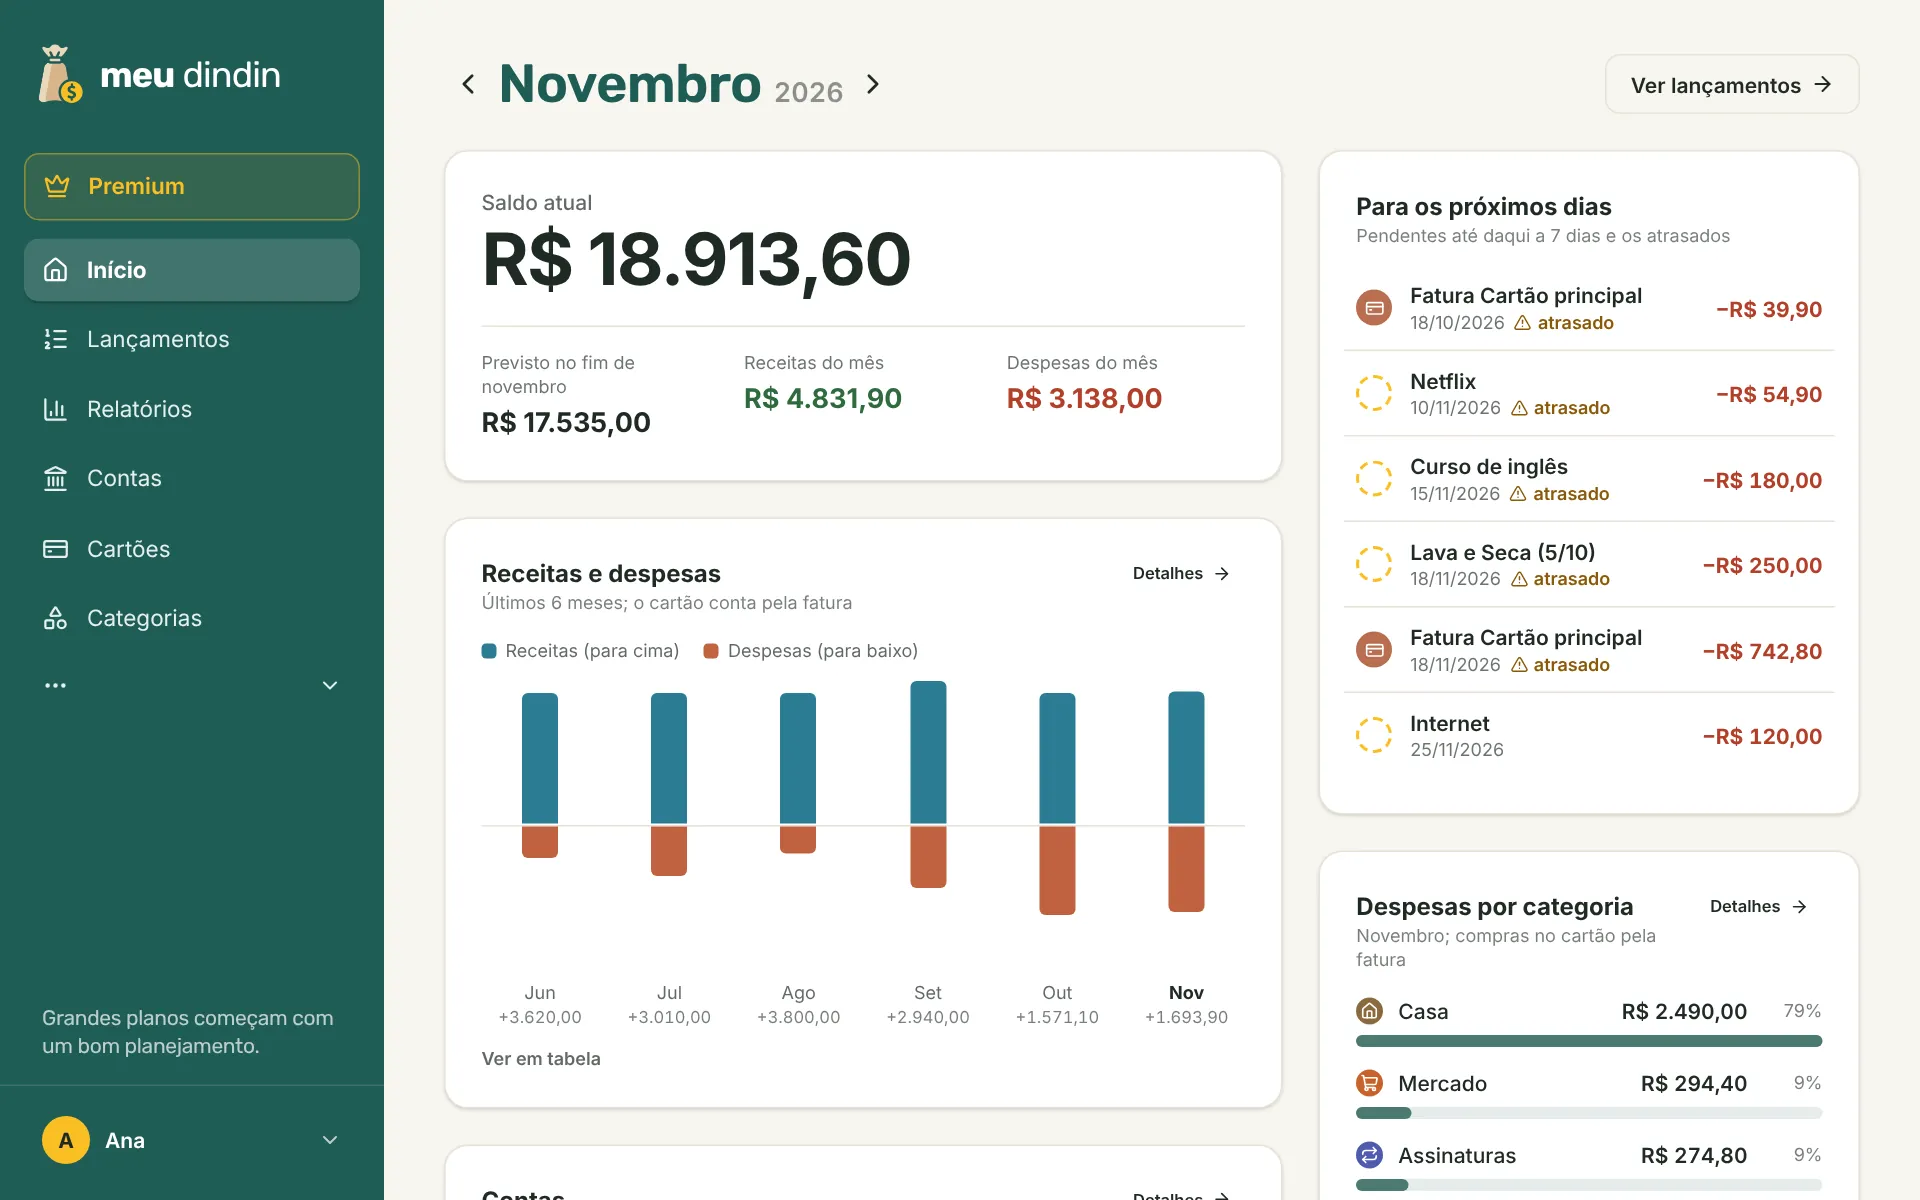 meu dindin
Premium
Início
Lançamentos
Relatórios
Contas
Cartões
Categorias
...
Grandes planos começam com
um bom planejamento.
A
Ana
Novembro 2026
Ver lançamentos
Saldo atual
R$ 18.913,60
Previsto no fim de
novembro
R$ 17.535,00
Receitas do mês
R$ 4.831,90
Despesas do mês
R$ 3.138,00
Receitas e despesas
Detalhes
Últimos 6 meses; o cartão conta pela fatura
Receitas (para cima)
Despesas (para baixo)
Jun
+3.620,00
Jul
+3.010,00
Ago
+3.800,00
Set
+2.940,00
Out
+1.571,10
Nov
+1.693,90
Ver em tabela
Contas
Detalhes
Para os próximos dias
Pendentes até daqui a 7 dias e os atrasados
Fatura Cartão principal
18/10/2026 atrasado
−R$ 39,90
Netflix
10/11/2026 atrasado
−R$ 54,90
Curso de inglês
15/11/2026 atrasado
−R$ 180,00
Lava e Seca (5/10)
18/11/2026 atrasado
−R$ 250,00
Fatura Cartão principal
18/11/2026 atrasado
−R$ 742,80
Internet
25/11/2026
−R$ 120,00
Despesas por categoria
Detalhes
Novembro; compras no cartão pela
fatura
Casa R$ 2.490,00 79%
Mercado R$ 294,40 9%
Assinaturas R$ 274,80 9%